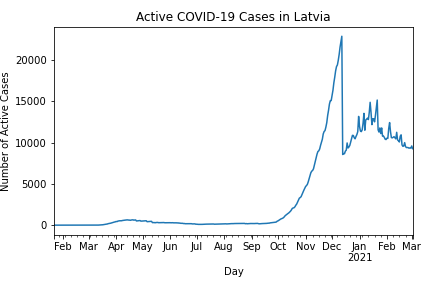 Active COVID-19 Cases in Latvia
Number of Active Cases
20000
15000
10000
5000
0
Feb Mar Apr May Jun Jul Aug Sep Oct Nov Dec Jan Feb Mar
2021
Day